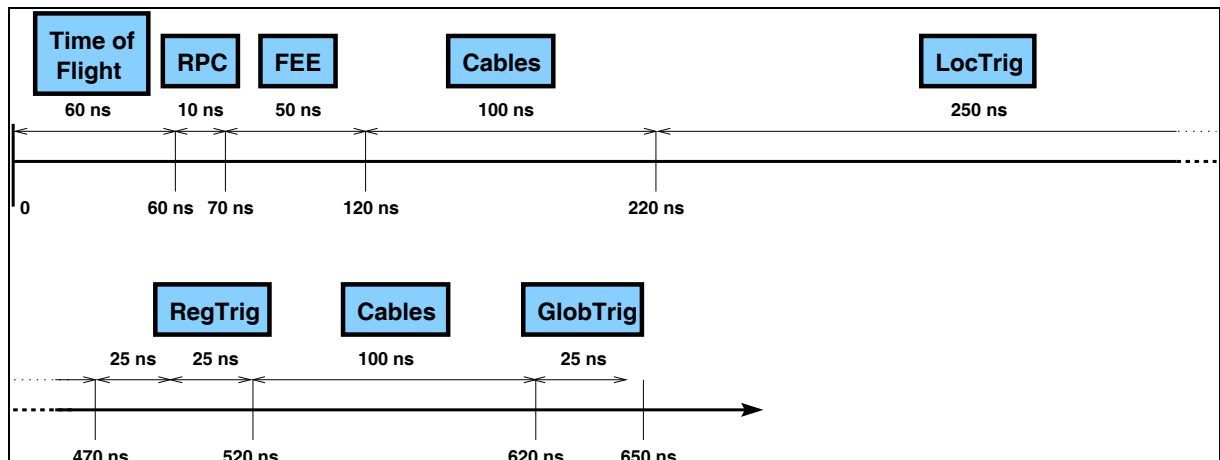 Time of
Flight
RPC
FEE
Cables
LocTrig
60 ns
10 ns
50 ns
100 ns
250 ns
0
60 ns
70 ns
120 ns
220 ns
RegTrig
Cables
GlobTrig
25 ns
25 ns
100 ns
25 ns
470 ns
520 ns
620 ns
650 ns